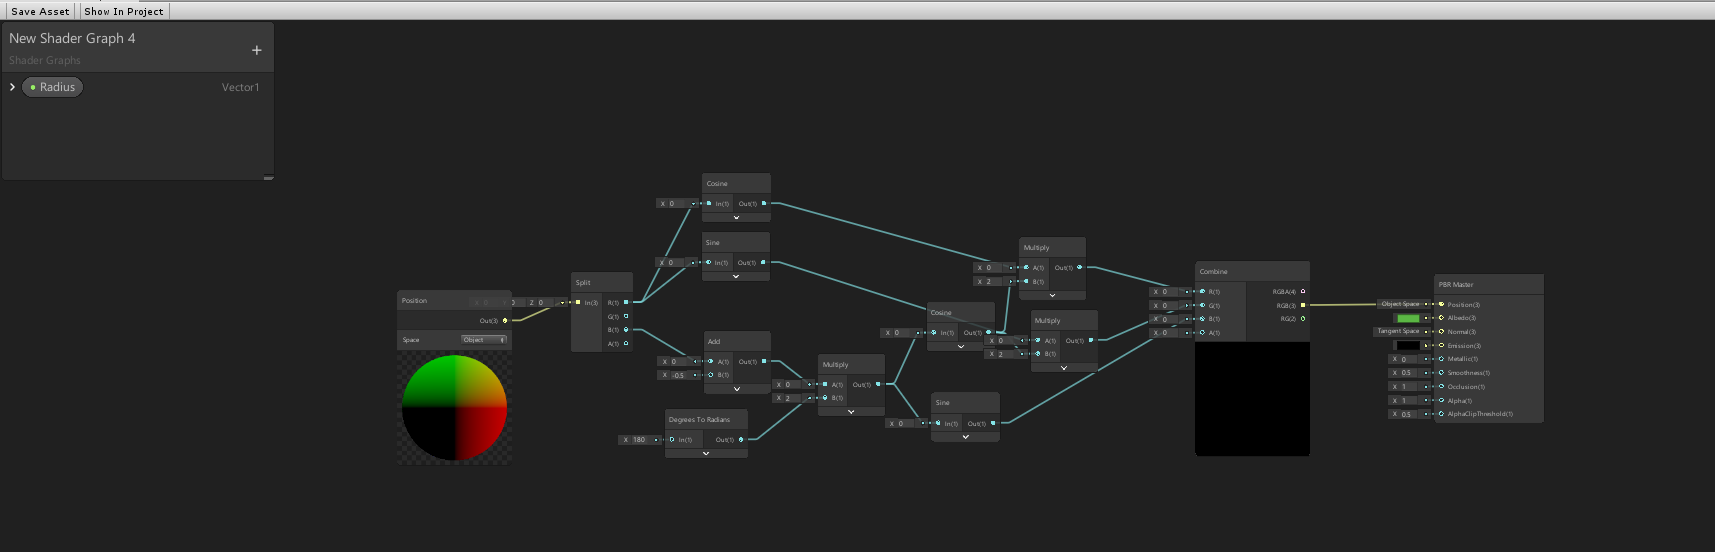 Save Asset Show In Project
New Shader Graph 4
+
Shader Graphs
Radius Vector1
Cosine
X 0 In(1) Out(1)
Sine
X 0 In(1) Out(1)
Split
In(3) R(1)
G(1)
B(1)
A(1)
Position
Z 0
Out(3)
Space Object
Add
X 0 A(1) Out(1)
X -0.5 B(1)
Degrees To Radians
X 180 In(1) Out(1)
Multiply
X 0 A(1) Out(1)
X 2 B(1)
Cosine
X 0 In(1) Out(1)
Sine
X 0 In(1) Out(1)
Multiply
X 0 A(1) Out(1)
X 2 B(1)
Multiply
X 0 A(1) Out(1)
X 2 B(1)
Combine
X 0 R(1) RGBA(4)
X 0 G(1) RGB(3)
X 0 B(1) RG(2)
X 0 A(1)
PBR Master
Object Space Position(3)
Albedo(3)
Tangent Space Normal(3)
Emission(3)
X 0 Metallic(1)
X 0.5 Smoothness(1)
X 1 Occlusion(1)
X 1 Alpha(1)
X 0.5 AlphaClipThreshold(1)